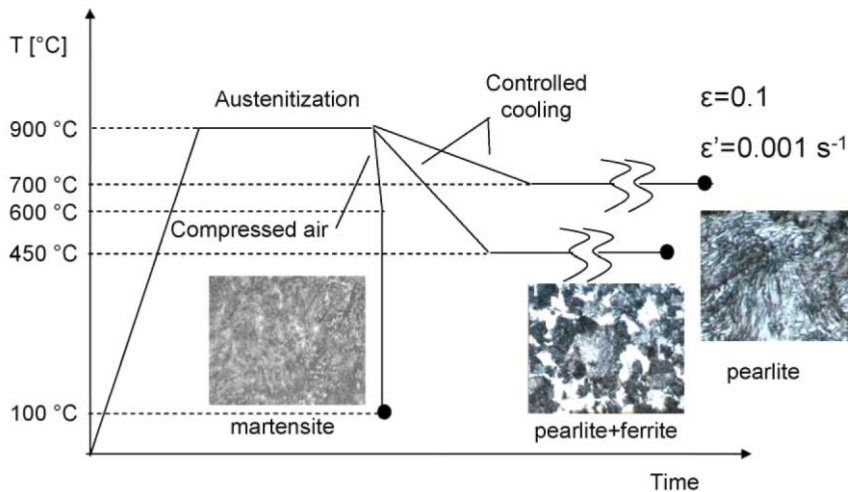 T [°C]
Austenitization
Controlled
cooling
ε=0.1
ε’=0.001 s-1
900 °C
700 °C
600 °C
Compressed air
450 °C
100 °C
martensite
pearlite+ferrite
pearlite
Time